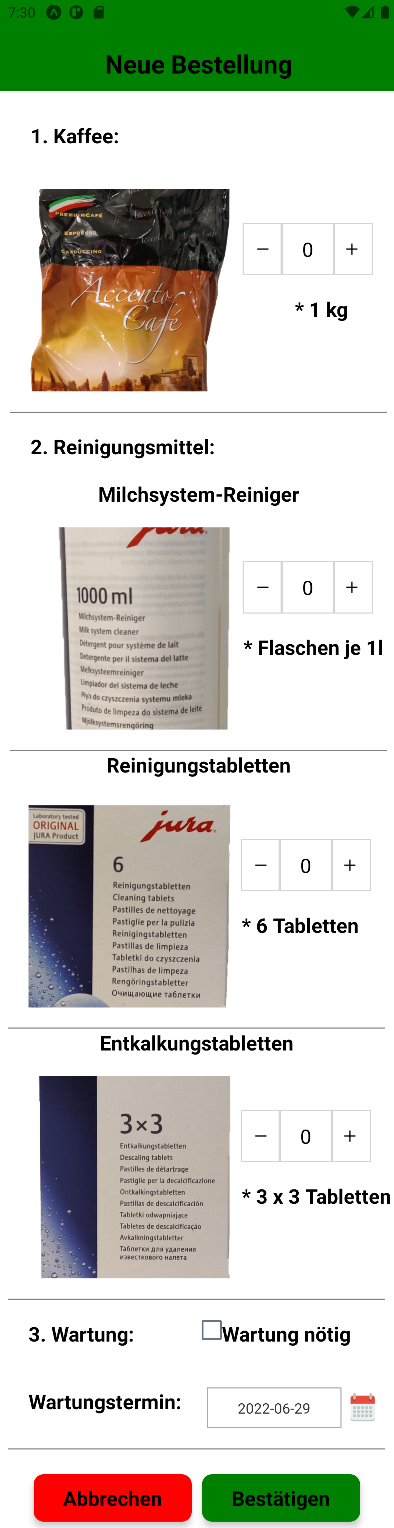 7:30
Neue Bestellung
1. Kaffee:
PREMIUMCAFÉ
ESPRESSO
CAPPUCCINO
Accento
Café
− 0 +
* 1 kg
2. Reinigungsmittel:
Milchsystem-Reiniger
jura
1000 ml
Milchsystem-Reiniger
Milk system cleaner
Détergent pour système de lait
Detergente per il sistema del latte
Melksysteemreiniger
Limpiador del sistema de leche
Płyn do czyszczenia systemu mleka
Produto de limpeza do sistema de leite
Mjölksystemsrengöring
− 0 +
* Flaschen je 1l
Reinigungstabletten
Laboratory tested
ORIGINAL
JURA Product
jura
6
Reinigungstabletten
Cleaning tablets
Pastilles de nettoyage
Pastiglie per la pulizia
Reinigingstabletten
Pastillas de limpieza
Tabletki do czyszczenia
Pastilhas de limpeza
Rengöringstabletter
Очищающие таблетки
− 0 +
* 6 Tabletten
Entkalkungstabletten
3×3
Entkalkungstabletten
Descaling tablets
Pastilles de détartrage
Pastiglie per la decalcificazione
Ontkalkingstabletten
Pastillas de descalcificación
Tabletki odwapniające
Tabletes de descalcificação
Avkalkningstabletter
Таблетки для удаления
известкового налета
− 0 +
* 3 x 3 Tabletten
3. Wartung:
Wartung nötig
Wartungstermin:
2022-06-29
Abbrechen
Bestätigen